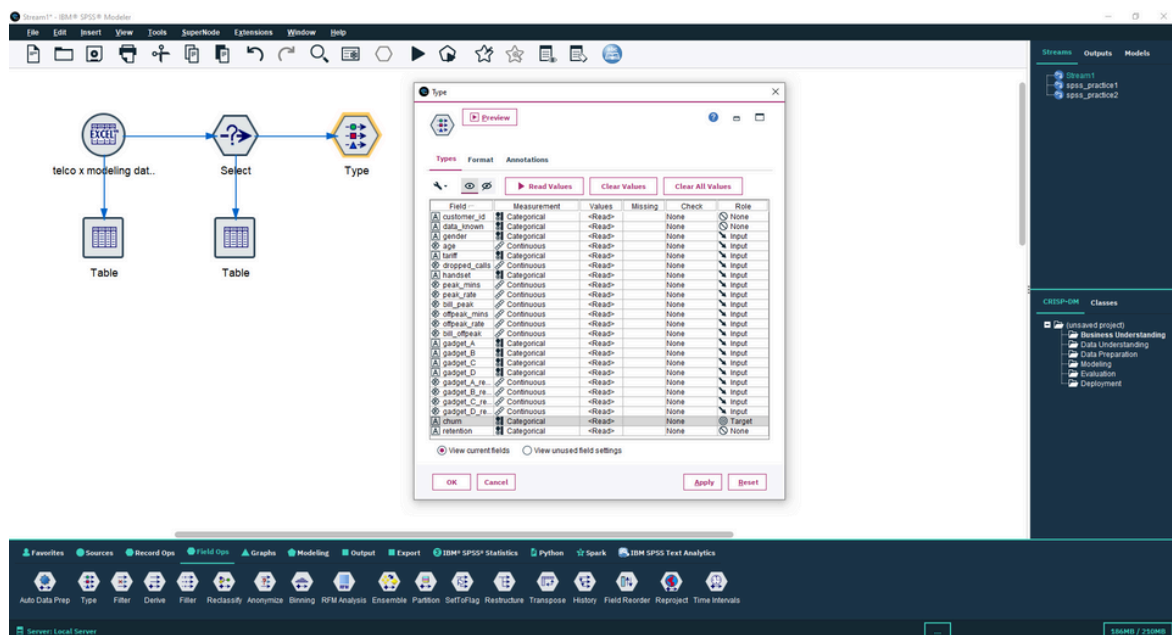 Stream1* - IBM® SPSS® Modeler
File Edit Insert View Tools SuperNode Extensions Window Help
EXCEL
telco x modeling dat..
Select
Type
Table
Table
Type
Preview
Types Format Annotations
Read Values Clear Values Clear All Values
Field Measurement Values Missing Check Role
customer_id Categorical <Read> None None
data_known Categorical <Read> None None
gender Categorical <Read> None Input
age Continuous <Read> None Input
tariff Categorical <Read> None Input
dropped_calls Continuous <Read> None Input
handset Categorical <Read> None Input
peak_mins Continuous <Read> None Input
peak_rate Continuous <Read> None Input
bill_peak Continuous <Read> None Input
offpeak_mins Continuous <Read> None Input
offpeak_rate Continuous <Read> None Input
bill_offpeak Continuous <Read> None Input
gadget_A Categorical <Read> None Input
gadget_B Categorical <Read> None Input
gadget_C Categorical <Read> None Input
gadget_D Categorical <Read> None Input
gadget_A_re... Continuous <Read> None Input
gadget_B_re... Continuous <Read> None Input
gadget_C_re... Continuous <Read> None Input
gadget_D_re... Continuous <Read> None Input
churn Categorical <Read> None Target
retention Categorical <Read> None None
View current fields View unused field settings
OK Cancel Apply Reset
Streams Outputs Models
Stream1
spss_practice1
spss_practice2
CRISP-DM Classes
(unsaved project)
Business Understanding
Data Understanding
Data Preparation
Modeling
Evaluation
Deployment
Favorites Sources Record Ops Field Ops Graphs Modeling Output Export IBM® SPSS® Statistics Python Spark IBM SPSS Text Analytics
Auto Data Prep Type Filter Derive Filler Reclassify Anonymize Binning RFM Analysis Ensemble Partition SetToFlag Restructure Transpose History Field Reorder Reproject Time Intervals
Server: Local Server
... 186MB / 210MB